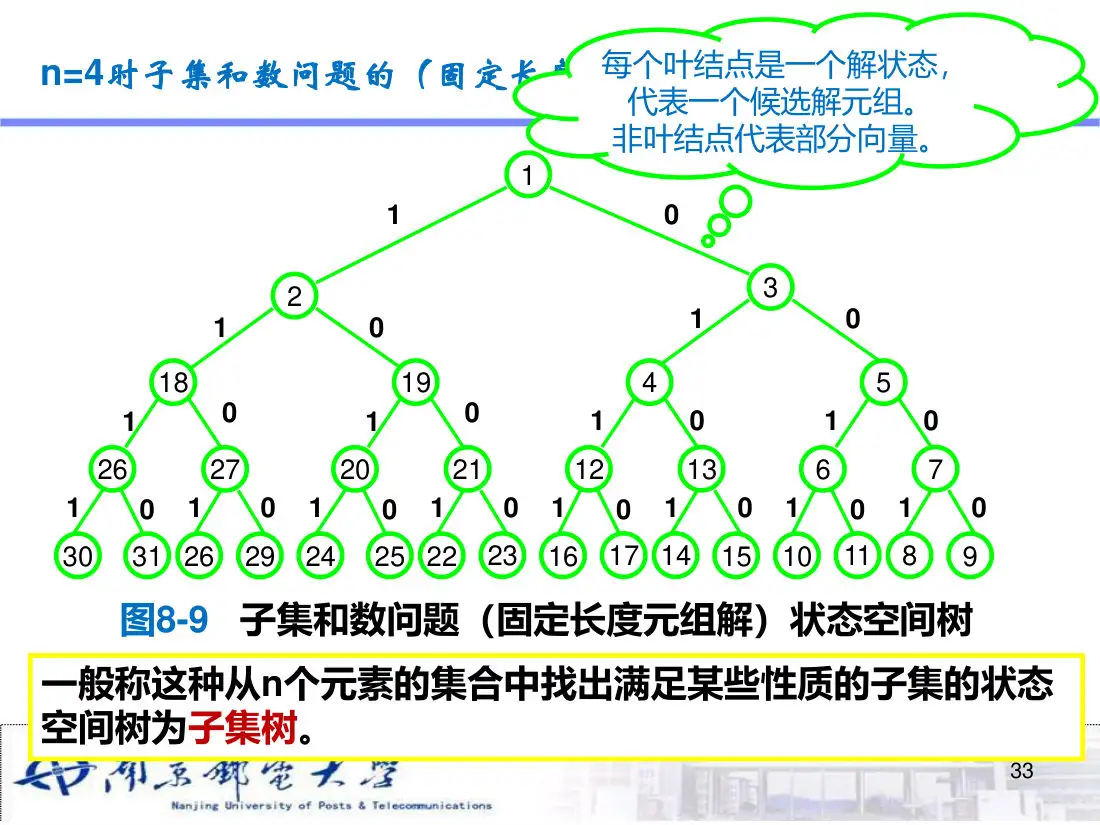 n=4时子集和数问题的（固定长
每个叶结点是一个解状态，
代表一个候选解元组。
非叶结点代表部分向量。
1
1 0
2 3
1 0 1 0
18 19 4 5
1 0 1 0 1 0 1 0
26 27 20 21 12 13 6 7
1 0 1 0 1 0 1 0 1 0 1 0 1 0 1 0
30 31 26 29 24 25 22 23 16 17 14 15 10 11 8 9
图8-9 子集和数问题（固定长度元组解）状态空间树
一般称这种从n个元素的集合中找出满足某些性质的子集的状态
空间树为子集树。
南京邮电大学
Nanjing University of Posts & Telecommunications
33